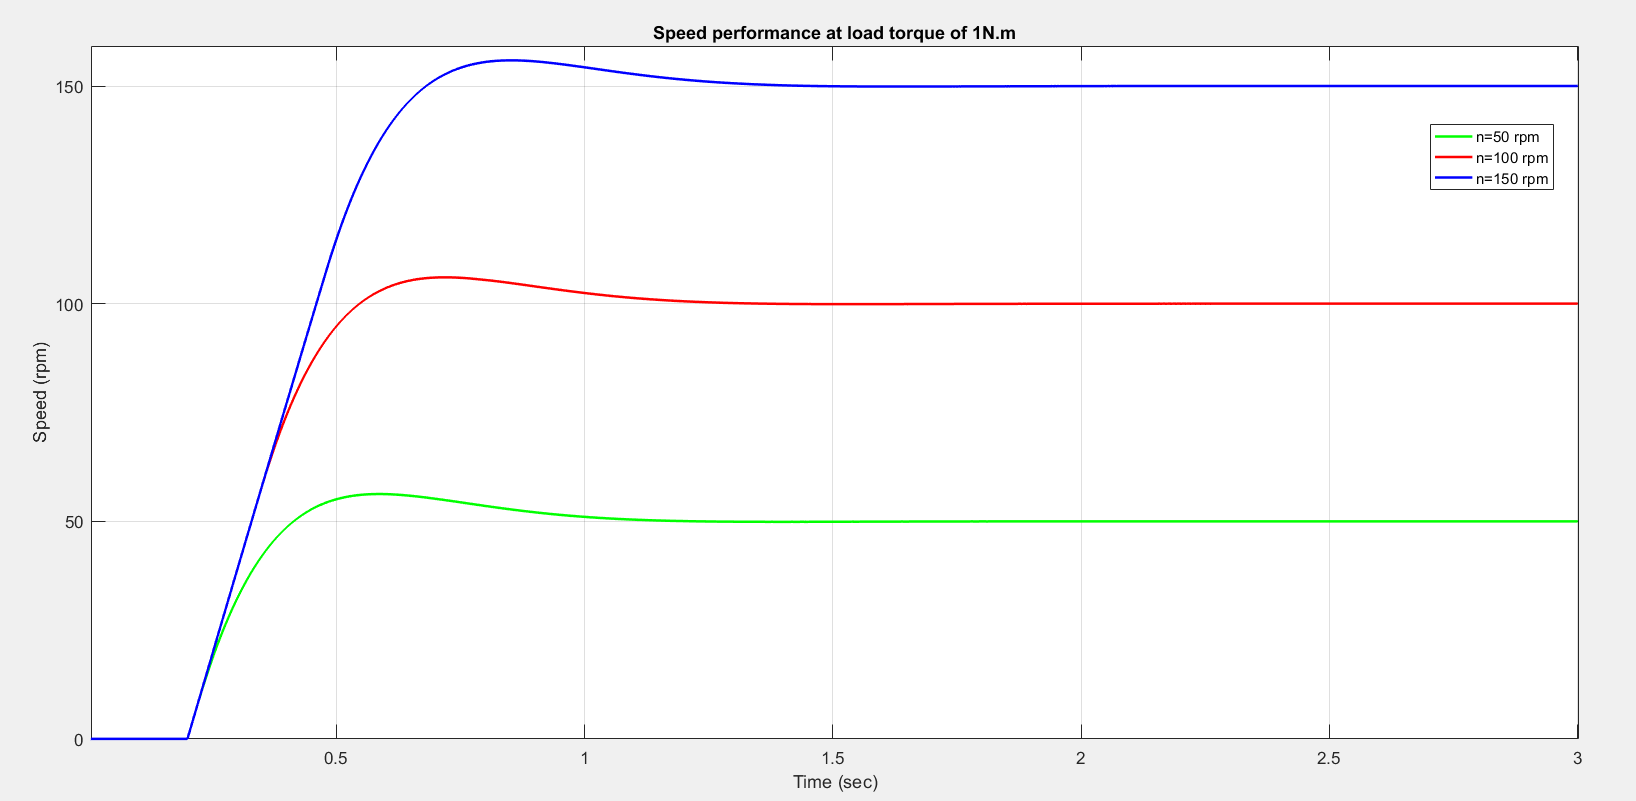 Speed performance at load torque of 1N.m
150
100
50
0
Speed (rpm)
n=50 rpm
n=100 rpm
n=150 rpm
0.5 1 1.5 2 2.5 3
Time (sec)